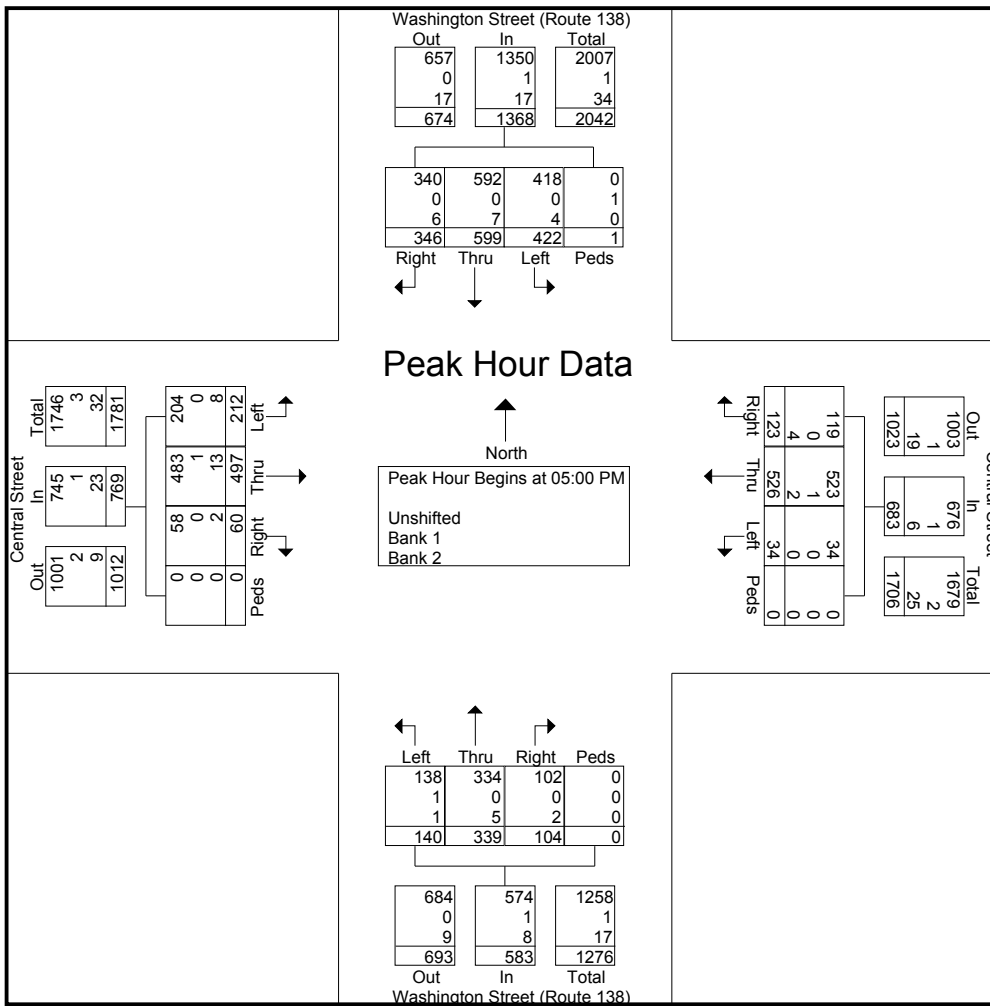 Washington Street (Route 138)
Out In Total
657 1350 2007
0 1 1
17 17 34
674 1368 2042
340 592 418 0
0 0 0 1
6 7 4 0
346 599 422 1
Right Thru Left Peds
Peak Hour Data
North
Peak Hour Begins at 05:00 PM
Unshifted
Bank 1
Bank 2
Central Street
Out In Total
1001 745 1746
2 1 3
9 23 32
1012 769 1781
0 58 483 204
0 0 1 0
0 2 13 8
0 60 497 212
Peds Right Thru Left
Central Street
Out In Total
1003 676 1679
1 1 2
19 6 25
1023 683 1706
119 523 34 0
0 1 0 0
4 2 0 0
123 526 34 0
Right Thru Left Peds
Left Thru Right Peds
138 334 102 0
1 0 0 0
1 5 2 0
140 339 104 0
684 574 1258
0 1 1
9 8 17
693 583 1276
Out In Total
Washington Street (Route 138)